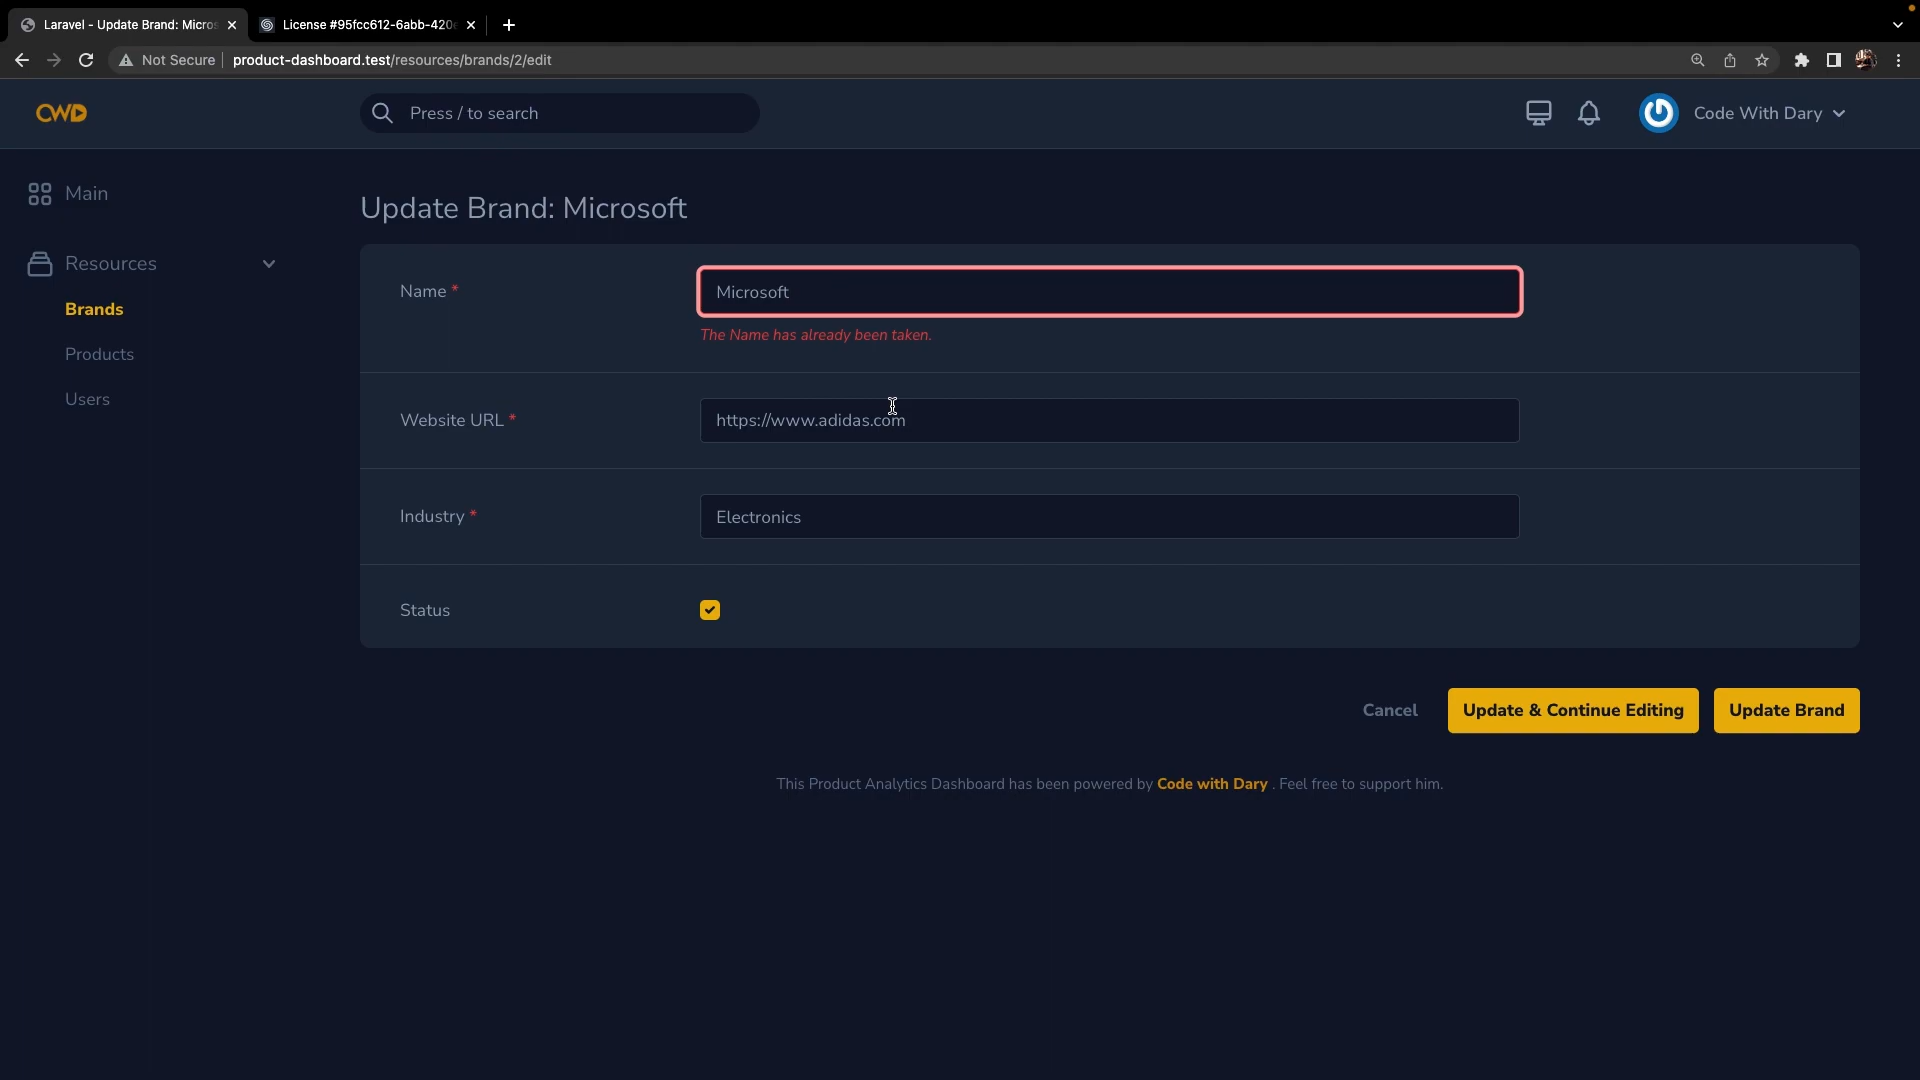 Laravel - Update Brand: Micros
License #95fcc612-6abb-420
Not Secure
product-dashboard.test/resources/brands/2/edit
CWD
Press / to search
Code With Dary
Main
Resources
Brands
Products
Users
Update Brand: Microsoft
Name *
Microsoft
The Name has already been taken.
Website URL *
https://www.adidas.com
Industry *
Electronics
Status
Cancel
Update & Continue Editing
Update Brand
This Product Analytics Dashboard has been powered by Code with Dary . Feel free to support him.